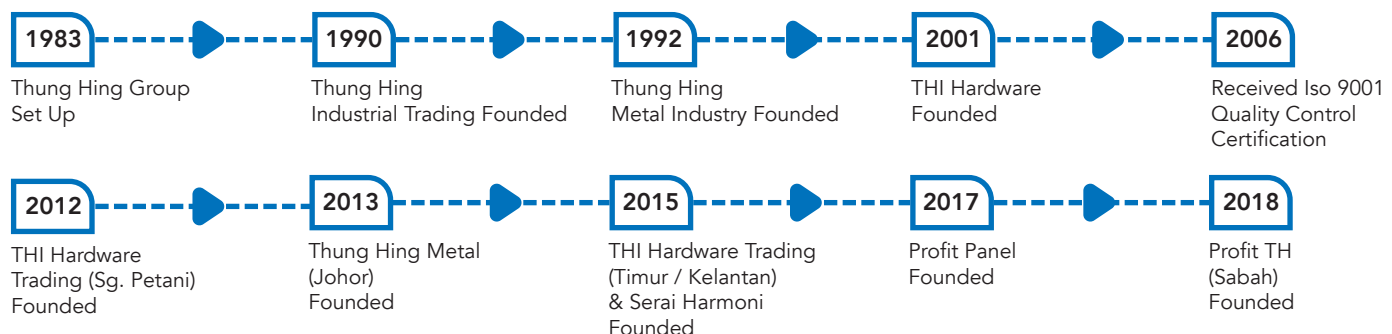 1983
Thung Hing Group
Set Up
1990
Thung Hing
Industrial Trading Founded
1992
Thung Hing
Metal Industry Founded
2001
THI Hardware
Founded
2006
Received Iso 9001
Quality Control
Certification
2012
THI Hardware
Trading (Sg. Petani)
Founded
2013
Thung Hing Metal
(Johor)
Founded
2015
THI Hardware Trading
(Timur / Kelantan)
& Serai Harmoni
Founded
2017
Profit Panel
Founded
2018
Profit TH
(Sabah)
Founded